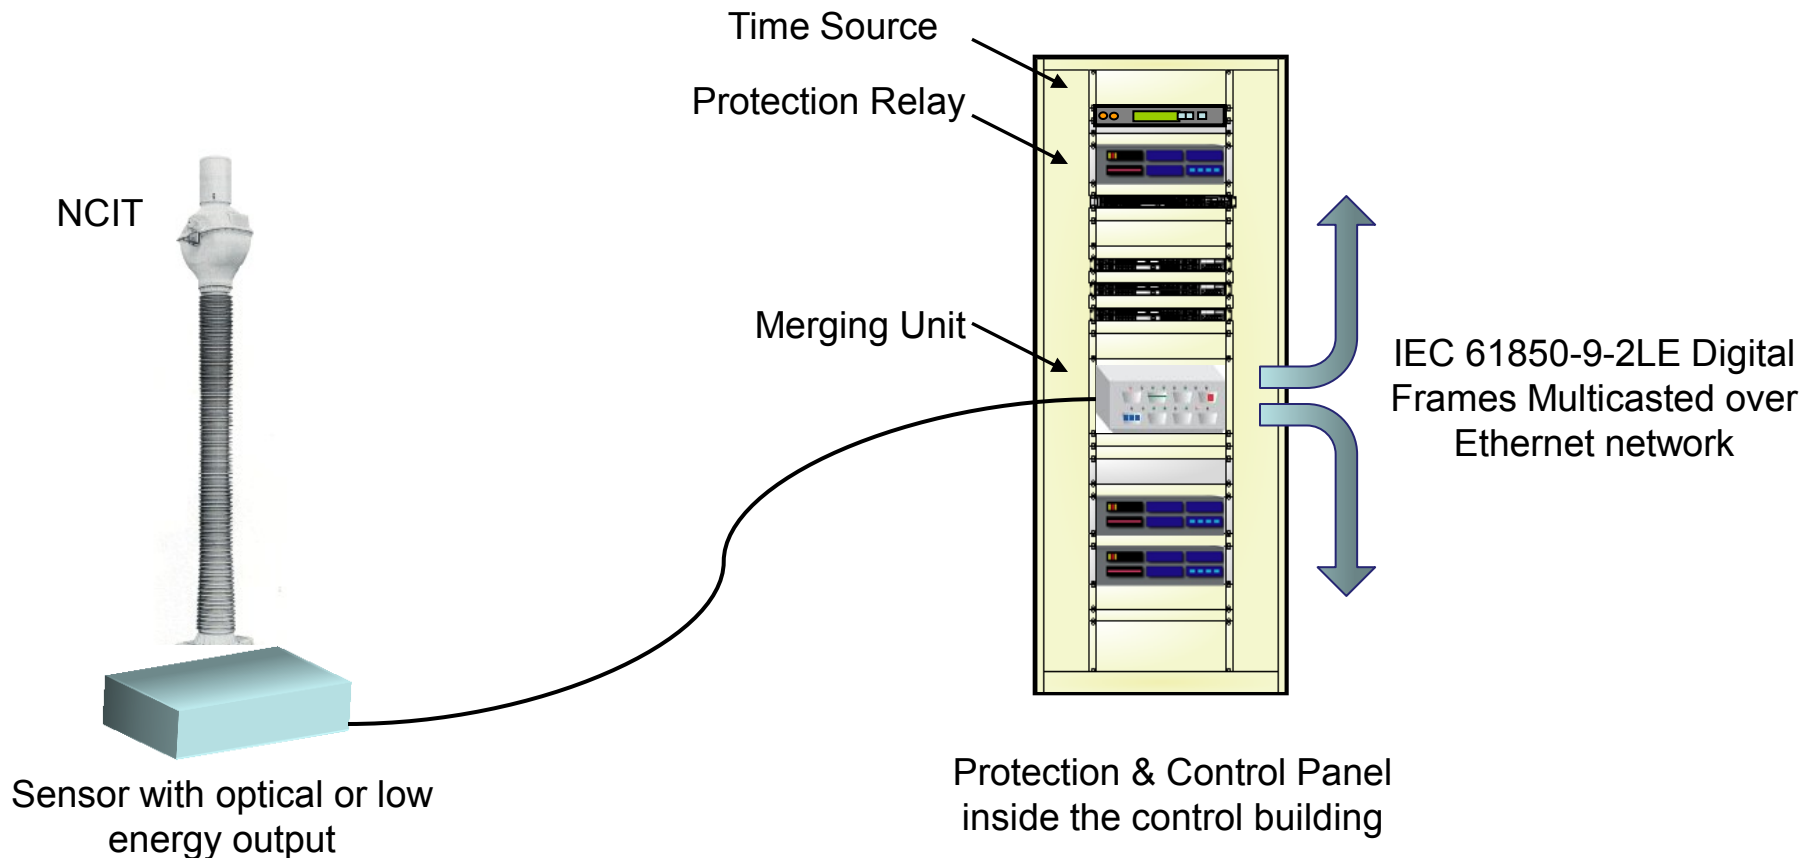 Time Source
Protection Relay
NCIT
Merging Unit
IEC 61850-9-2LE Digital
Frames Multicasted over
Ethernet network
Sensor with optical or low
energy output
Protection & Control Panel
inside the control building